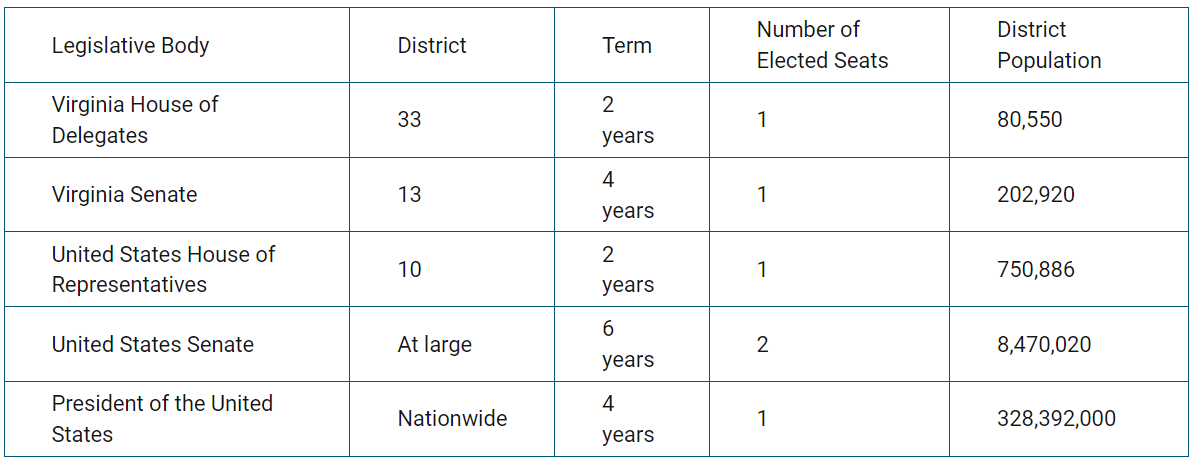 Legislative Body
District
Term
Number of
Elected Seats
District
Population
Virginia House of
Delegates
33
2
years
1
80,550
Virginia Senate
13
4
years
1
202,920
United States House of
Representatives
10
2
years
1
750,886
United States Senate
At large
6
years
2
8,470,020
President of the United
States
Nationwide
4
years
1
328,392,000